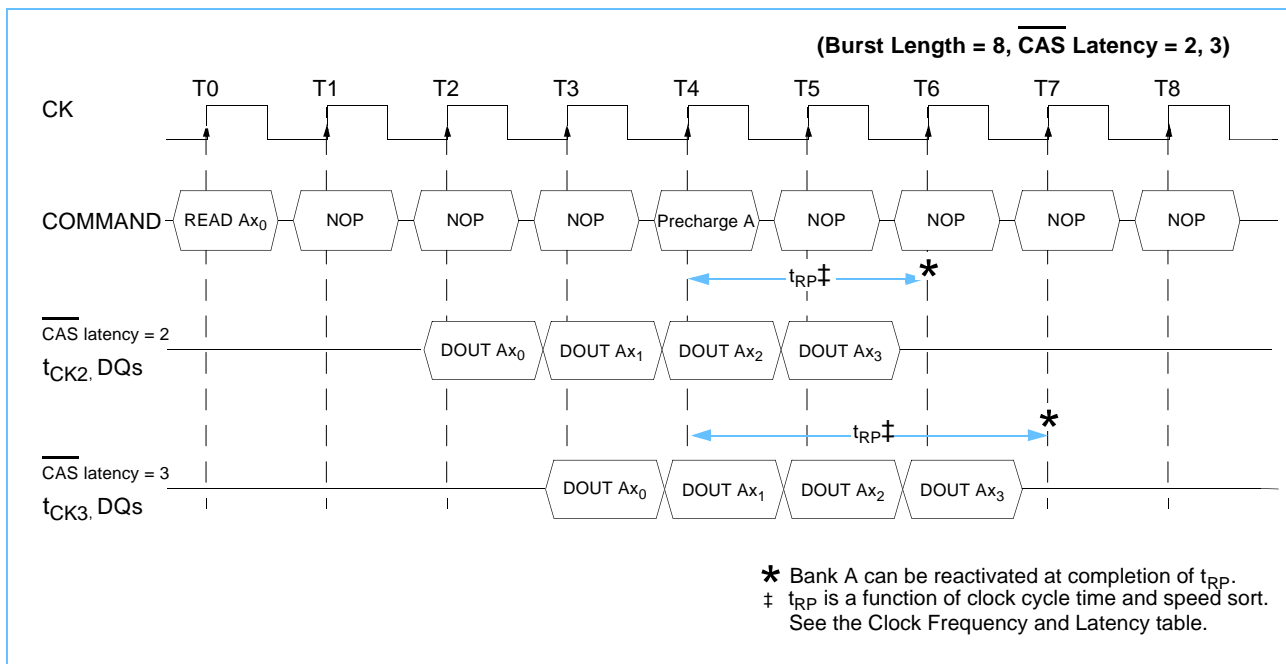 (Burst Length = 8, CAS Latency = 2, 3)
T0 T1 T2 T3 T4 T5 T6 T7 T8
CK
COMMAND READ Ax0 NOP NOP NOP Precharge A NOP NOP NOP NOP
tRP‡ *
CAS latency = 2
tCK2, DQs
DOUT Ax0 DOUT Ax1 DOUT Ax2 DOUT Ax3
tRP‡ *
CAS latency = 3
tCK3, DQs
DOUT Ax0 DOUT Ax1 DOUT Ax2 DOUT Ax3
* Bank A can be reactivated at completion of tRP.
‡ tRP is a function of clock cycle time and speed sort.
See the Clock Frequency and Latency table.